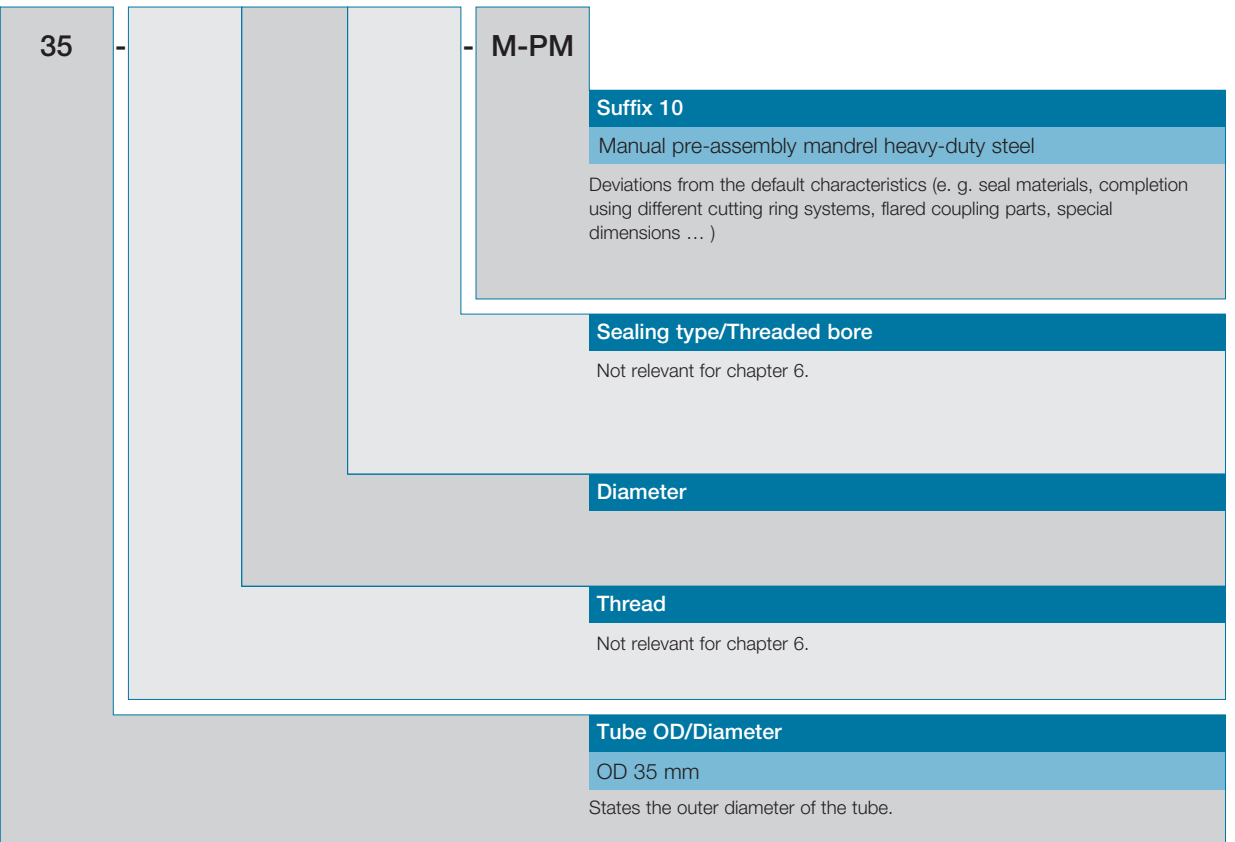 35 - - M-PM
Suffix 10
Manual pre-assembly mandrel heavy-duty steel
Deviations from the default characteristics (e. g. seal materials, completion
using different cutting ring systems, flared coupling parts, special
dimensions … )
Sealing type/Threaded bore
Not relevant for chapter 6.
Diameter
Thread
Not relevant for chapter 6.
Tube OD/Diameter
OD 35 mm
States the outer diameter of the tube.